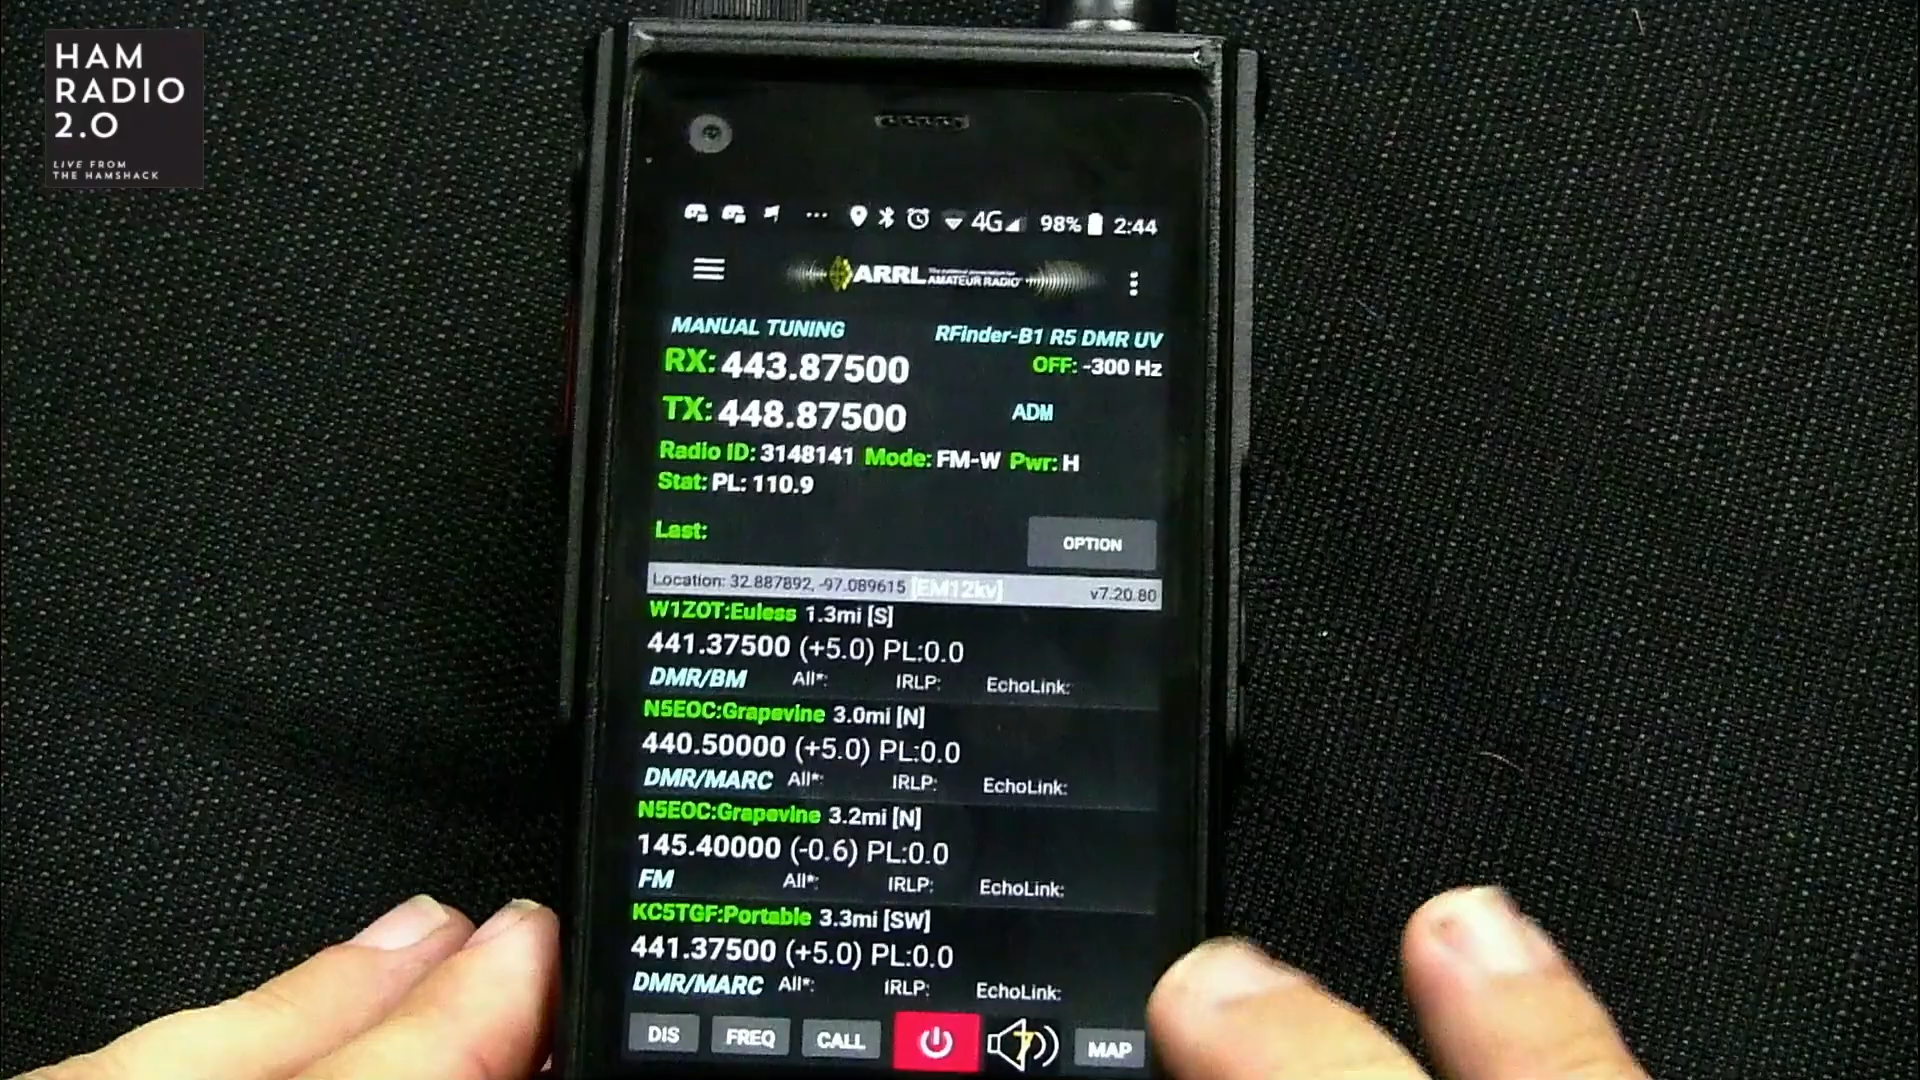 HAM
RADIO
2.0
LIVE FROM
THE HAMSHACK
4G 98% 2:44
ARRL The national association for
AMATEUR RADIO
MANUAL TUNING RFinder-B1 R5 DMR UV
RX: 443.87500 OFF: -300 Hz
TX: 448.87500 ADM
Radio ID: 3148141 Mode: FM-W Pwr: H
Stat: PL: 110.9
Last: OPTION
Location: 32.887892, -97.089615 [EM12kv] v7.20.80
W1ZOT:Euless 1.3mi [S]
441.37500 (+5.0) PL:0.0
DMR/BM All*: IRLP: EchoLink:
N5EOC:Grapevine 3.0mi [N]
440.50000 (+5.0) PL:0.0
DMR/MARC All*: IRLP: EchoLink:
N5EOC:Grapevine 3.2mi [N]
145.40000 (-0.6) PL:0.0
FM All*: IRLP: EchoLink:
KC5TGF:Portable 3.3mi [SW]
441.37500 (+5.0) PL:0.0
DMR/MARC All*: IRLP: EchoLink:
DIS FREQ CALL 7 MAP